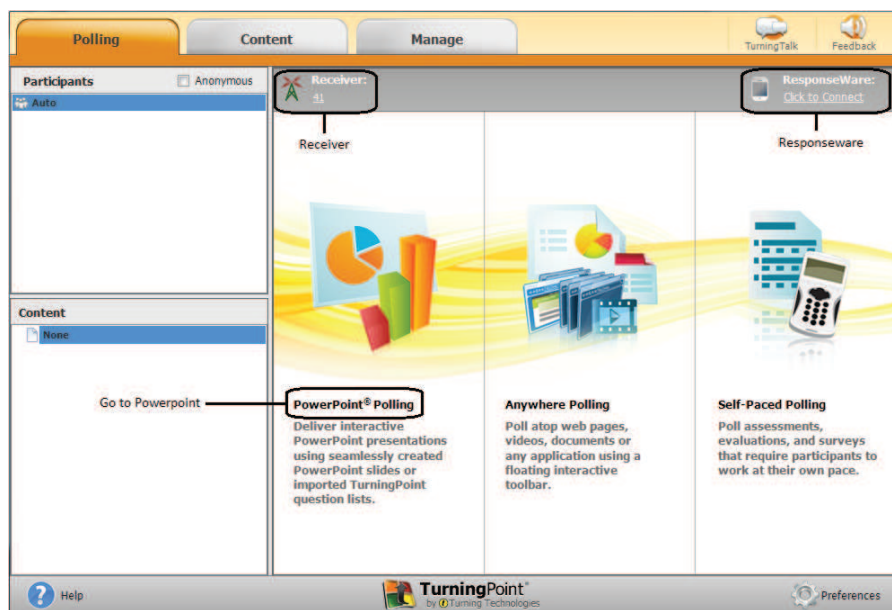 Polling
Content
Manage
TurningTalk
Feedback
Participants
Anonymous
Auto
Receiver:
41
ResponseWare:
Click to Connect
Receiver
Responseware
Content
None
Go to Powerpoint
PowerPoint® Polling
Deliver interactive
PowerPoint presentations
using seamlessly created
PowerPoint slides or
imported TurningPoint
question lists.
Anywhere Polling
Poll atop web pages,
videos, documents or
any application using a
floating interactive
toolbar.
Self-Paced Polling
Poll assessments,
evaluations, and surveys
that require participants to
work at their own pace.
Help
TurningPoint
by Turning Technologies
Preferences